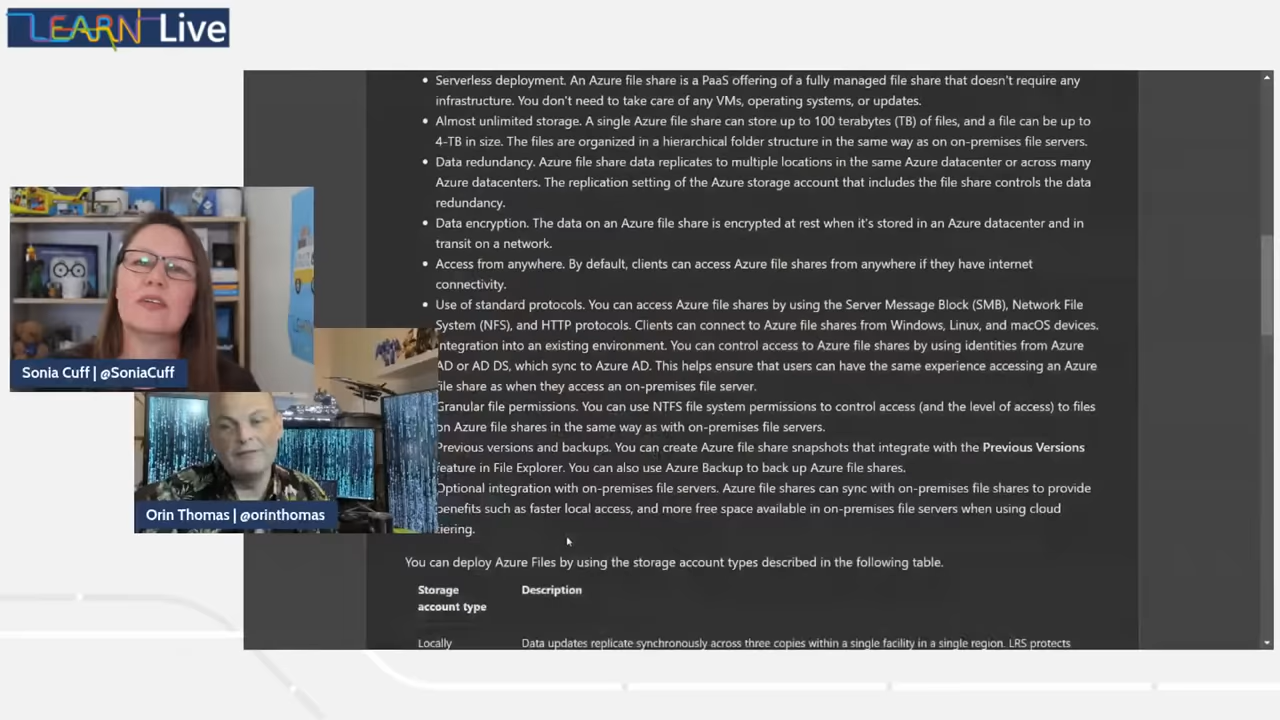 LEARN Live
Serverless deployment. An Azure file share is a PaaS offering of a fully managed file share that doesn't require any
infrastructure. You don't need to take care of any VMs, operating systems, or updates.
Almost unlimited storage. A single Azure file share can store up to 100 terabytes (TB) of files, and a file can be up to
4-TB in size. The files are organized in a hierarchical folder structure in the same way as on on-premises file servers.
Data redundancy. Azure file share data replicates to multiple locations in the same Azure datacenter or across many
Azure datacenters. The replication setting of the Azure storage account that includes the file share controls the data
redundancy.
Data encryption. The data on an Azure file share is encrypted at rest when it's stored in an Azure datacenter and in
transit on a network.
Access from anywhere. By default, clients can access Azure file shares from anywhere if they have internet
connectivity.
Use of standard protocols. You can access Azure file shares by using the Server Message Block (SMB), Network File
System (NFS), and HTTP protocols. Clients can connect to Azure file shares from Windows, Linux, and macOS devices.
Integration into an existing environment. You can control access to Azure file shares by using identities from Azure
AD or AD DS, which sync to Azure AD. This helps ensure that users can have the same experience accessing an Azure
file share as when they access an on-premises file server.
Granular file permissions. You can use NTFS file system permissions to control access (and the level of access) to files
on Azure file shares in the same way as with on-premises file servers.
Previous versions and backups. You can create Azure file share snapshots that integrate with the Previous Versions
feature in File Explorer. You can also use Azure Backup to back up Azure file shares.
Optional integration with on-premises file servers. Azure file shares can sync with on-premises file shares to provide
benefits such as faster local access, and more free space available in on-premises file servers when using cloud
tiering.
You can deploy Azure Files by using the storage account types described in the following table.
Storage
account type
Description
Locally
Data updates replicate synchronously across three copies within a single facility in a single region. LRS protects
Sonia Cuff | @SoniaCuff
Orin Thomas | @orinthomas